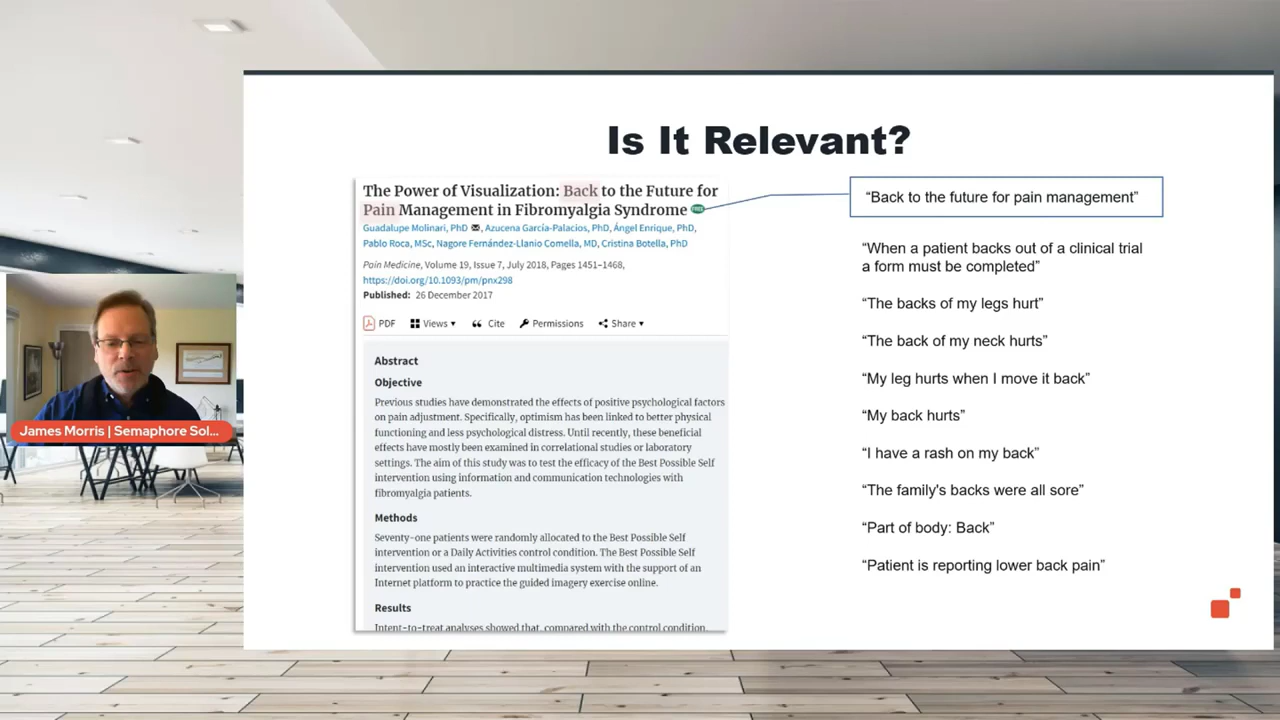 Is It Relevant?
The Power of Visualization: Back to the Future for
Pain Management in Fibromyalgia Syndrome FREE
Guadalupe Molinari, PhD, Azucena García-Palacios, PhD, Ángel Enrique, PhD,
Pablo Roca, MSc, Nagore Fernández-Llanio Comella, MD, Cristina Botella, PhD
Pain Medicine, Volume 19, Issue 7, July 2018, Pages 1451–1468,
https://doi.org/10.1093/pm/pnx298
Published: 26 December 2017
PDF Views Cite Permissions Share
Abstract
Objective
Previous studies have demonstrated the effects of positive psychological factors
on pain adjustment. Specifically, optimism has been linked to better physical
functioning and less psychological distress. Until recently, these beneficial
effects have mostly been examined in correlational studies or laboratory
settings. The aim of this study was to test the efficacy of the Best Possible Self
intervention using information and communication technologies with
fibromyalgia patients.
Methods
Seventy-one patients were randomly allocated to the Best Possible Self
intervention or a Daily Activities control condition. The Best Possible Self
intervention used an interactive multimedia system with the support of an
Internet platform to practice the guided imagery exercise online.
Results
Intent-to-treat analyses showed that, compared with the control condition,
“Back to the future for pain management”
“When a patient backs out of a clinical trial
a form must be completed”
“The backs of my legs hurt”
“The back of my neck hurts”
“My leg hurts when I move it back”
“My back hurts”
“I have a rash on my back”
“The family's backs were all sore”
“Part of body: Back”
“Patient is reporting lower back pain”
James Morris | Semaphore Sol...